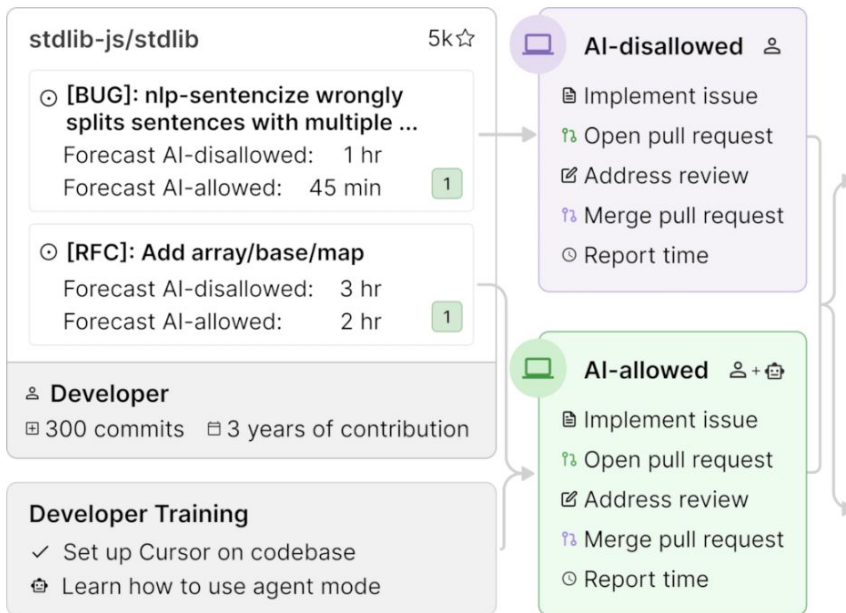 stdlib-js/stdlib 5k
[BUG]: nlp-sentencize wrongly
splits sentences with multiple ...
Forecast AI-disallowed: 1 hr
Forecast AI-allowed: 45 min 1
[RFC]: Add array/base/map
Forecast AI-disallowed: 3 hr
Forecast AI-allowed: 2 hr 1
Developer
300 commits 3 years of contribution
Developer Training
Set up Cursor on codebase
Learn how to use agent mode
AI-disallowed
Implement issue
Open pull request
Address review
Merge pull request
Report time
AI-allowed +
Implement issue
Open pull request
Address review
Merge pull request
Report time